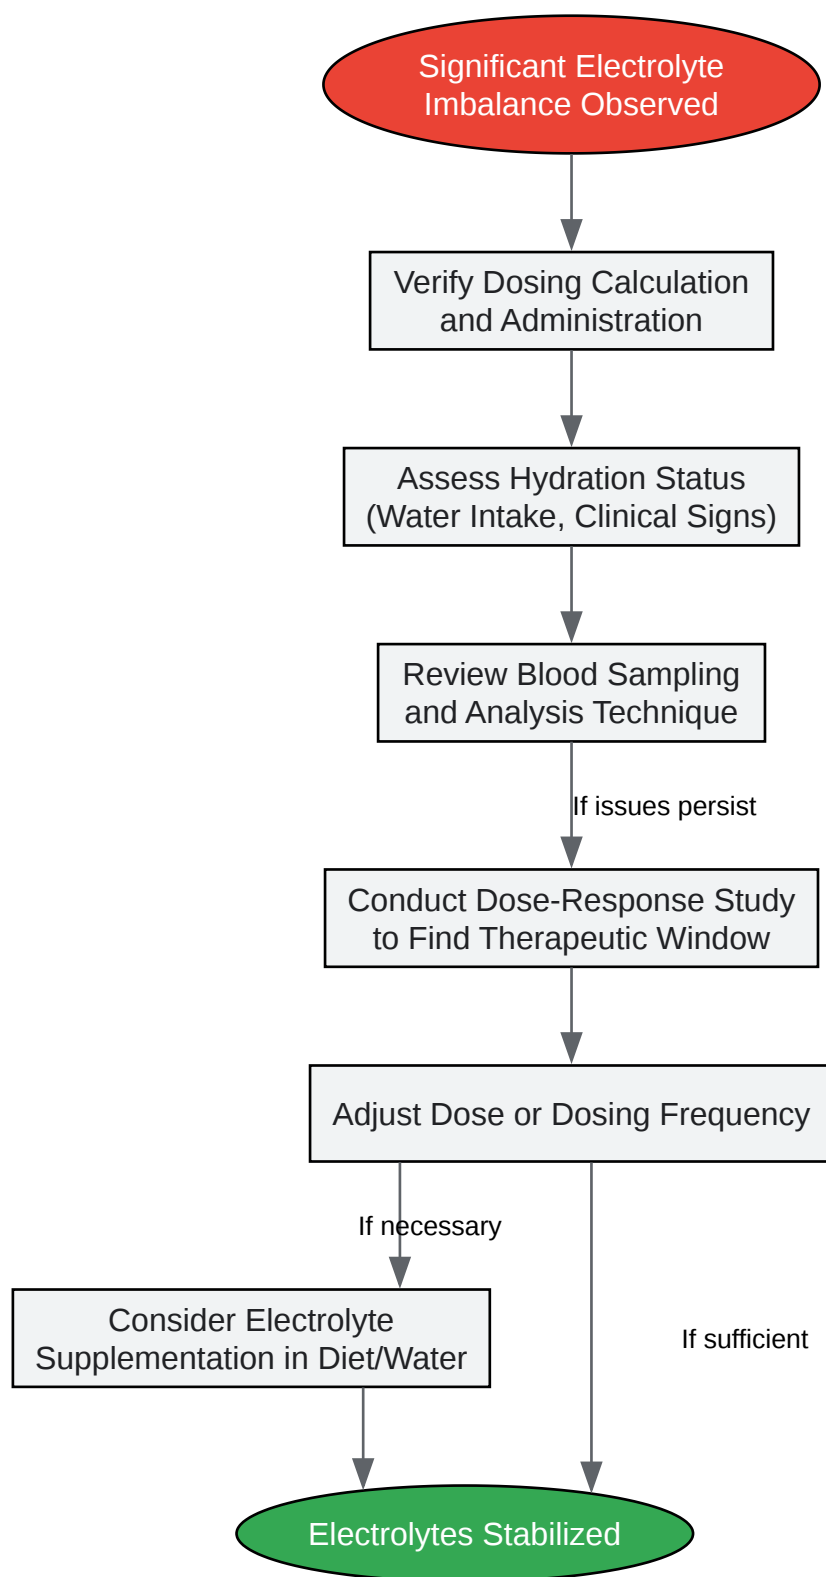 Significant Electrolyte
Imbalance Observed
Verify Dosing Calculation
and Administration
Assess Hydration Status
(Water Intake, Clinical Signs)
Review Blood Sampling
and Analysis Technique
If issues persist
Conduct Dose-Response Study
to Find Therapeutic Window
Adjust Dose or Dosing Frequency
If necessary
Consider Electrolyte
Supplementation in Diet/Water
If sufficient
Electrolytes Stabilized